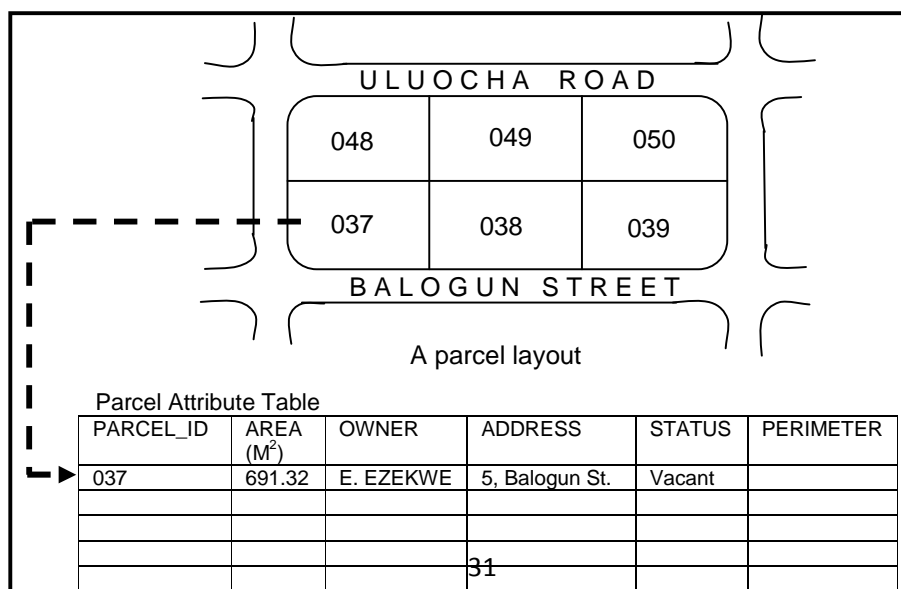 ULUOCHA ROAD
048 049 050
037 038 039
BALOGUN STREET
A parcel layout
Parcel Attribute Table
PARCEL_ID AREA (M²) OWNER ADDRESS STATUS PERIMETER
037 691.32 E. EZEKWE 5, Balogun St. Vacant
31